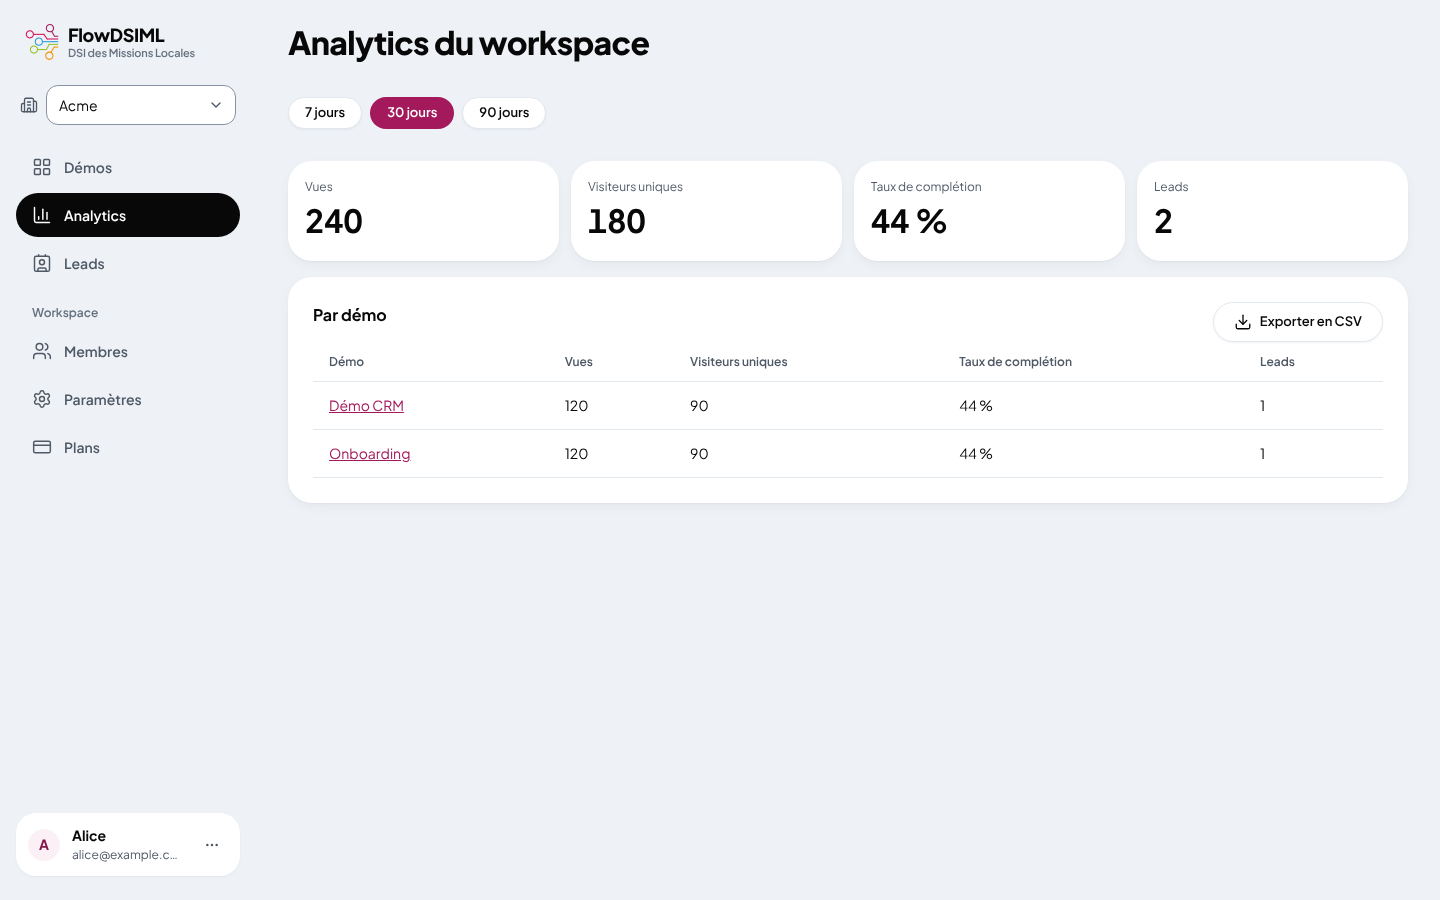 FlowDSIML
DSI des Missions Locales
Acme
Démos
Analytics
Leads
Workspace
Membres
Paramètres
Plans
A
Alice
alice@example.c...
Analytics du workspace
7 jours
30 jours
90 jours
Vues
240
Visiteurs uniques
180
Taux de complétion
44 %
Leads
2
Par démo
Exporter en CSV
Démo Vues Visiteurs uniques Taux de complétion Leads
Démo CRM 120 90 44 % 1
Onboarding 120 90 44 % 1